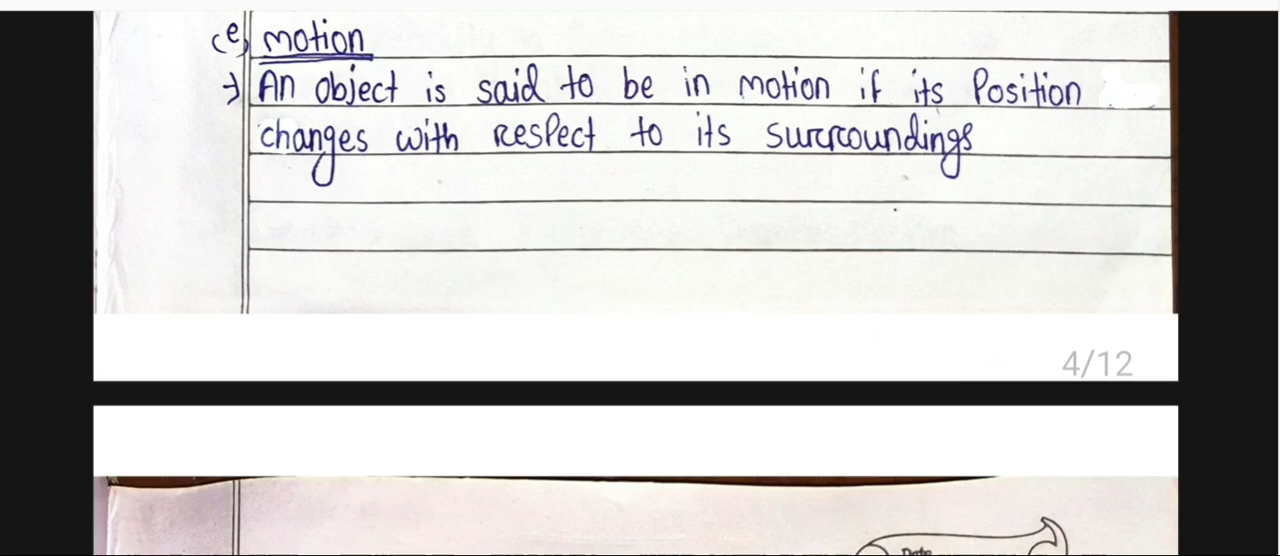 (e) motion
→ An object is said to be in motion if its Position
changes with respect to its surroundings
4/12
Date